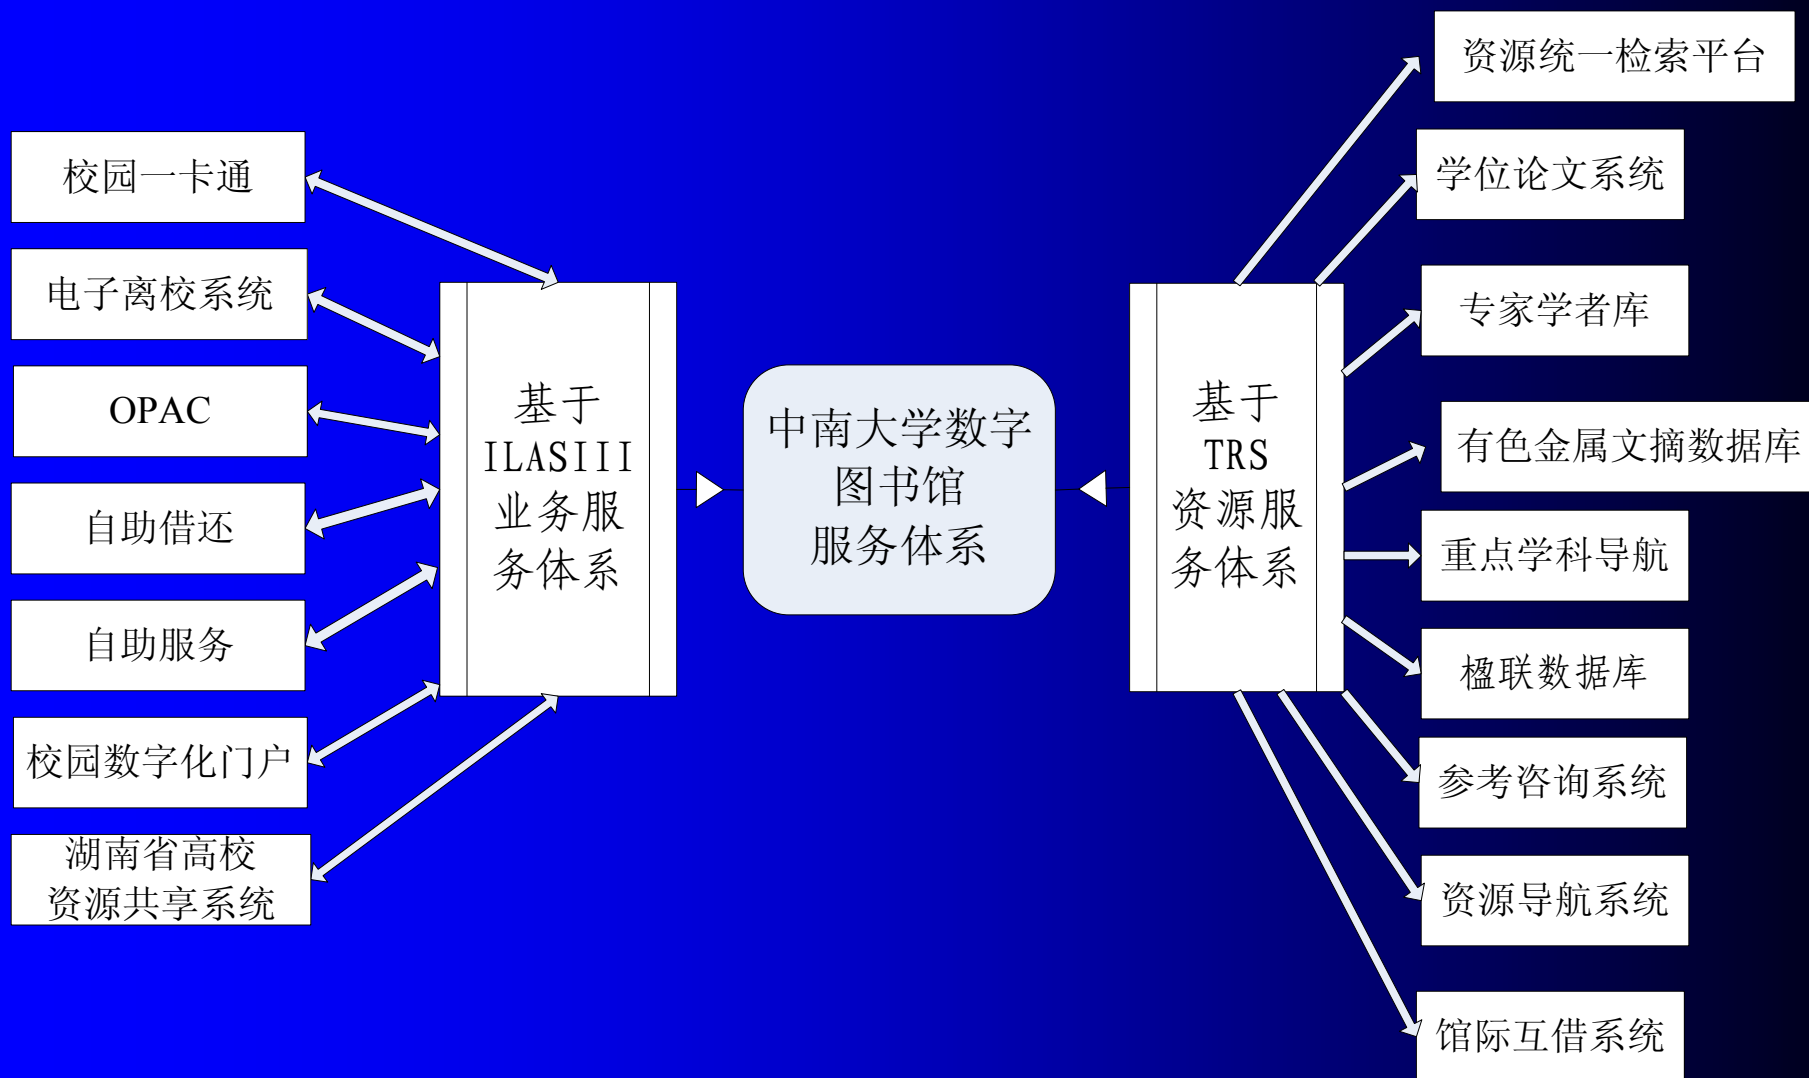 校园一卡通
电子离校系统
OPAC
自助借还
自助服务
校园数字化门户
湖南省高校
资源共享系统
基于
ILASIII
业务服
务体系
中南大学数字
图书馆
服务体系
基于
TRS
资源服
务体系
资源统一检索平台
学位论文系统
专家学者库
有色金属文摘数据库
重点学科导航
楹联数据库
参考咨询系统
资源导航系统
馆际互借系统